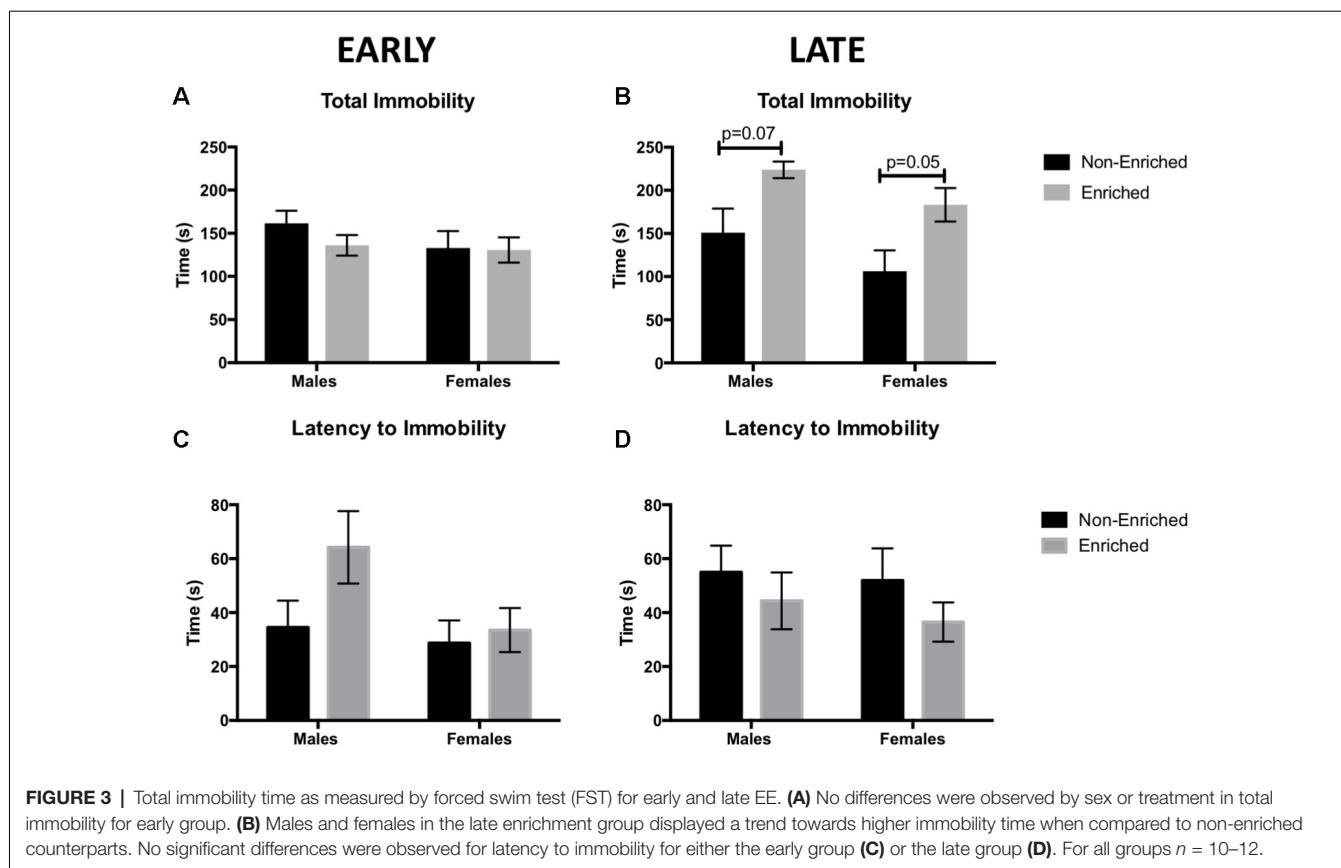 EARLY
LATE
A
Total Immobility
250
200
150
100
50
0
Time (s)
Males
Females
B
Total Immobility
p=0.07
p=0.05
250
200
150
100
50
0
Time (s)
Males
Females
Non-Enriched
Enriched
C
Latency to Immobility
80
60
40
20
0
Time (s)
Males
Females
D
Latency to Immobility
80
60
40
20
0
Time (s)
Males
Females
Non-Enriched
Enriched
FIGURE 3 | Total immobility time as measured by forced swim test (FST) for early and late EE. (A) No differences were observed by sex or treatment in total
immobility for early group. (B) Males and females in the late enrichment group displayed a trend towards higher immobility time when compared to non-enriched
counterparts. No significant differences were observed for latency to immobility for either the early group (C) or the late group (D). For all groups n = 10–12.